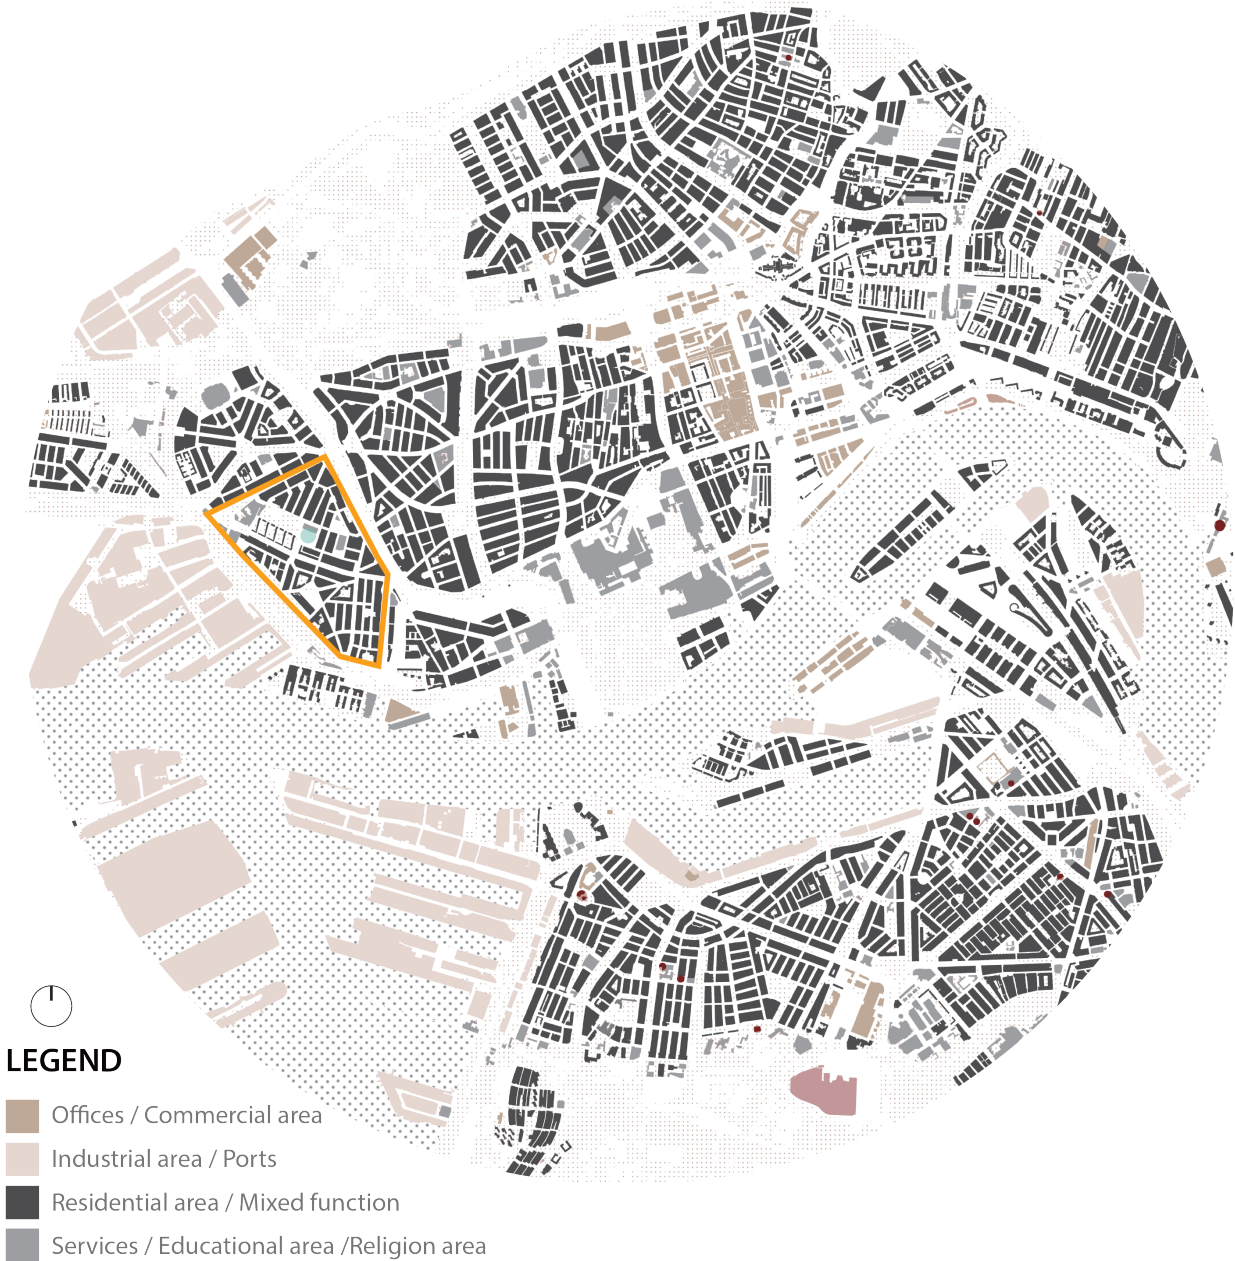 LEGEND
Offices / Commercial area
Industrial area / Ports
Residential area / Mixed function
Services / Educational area /Religion area